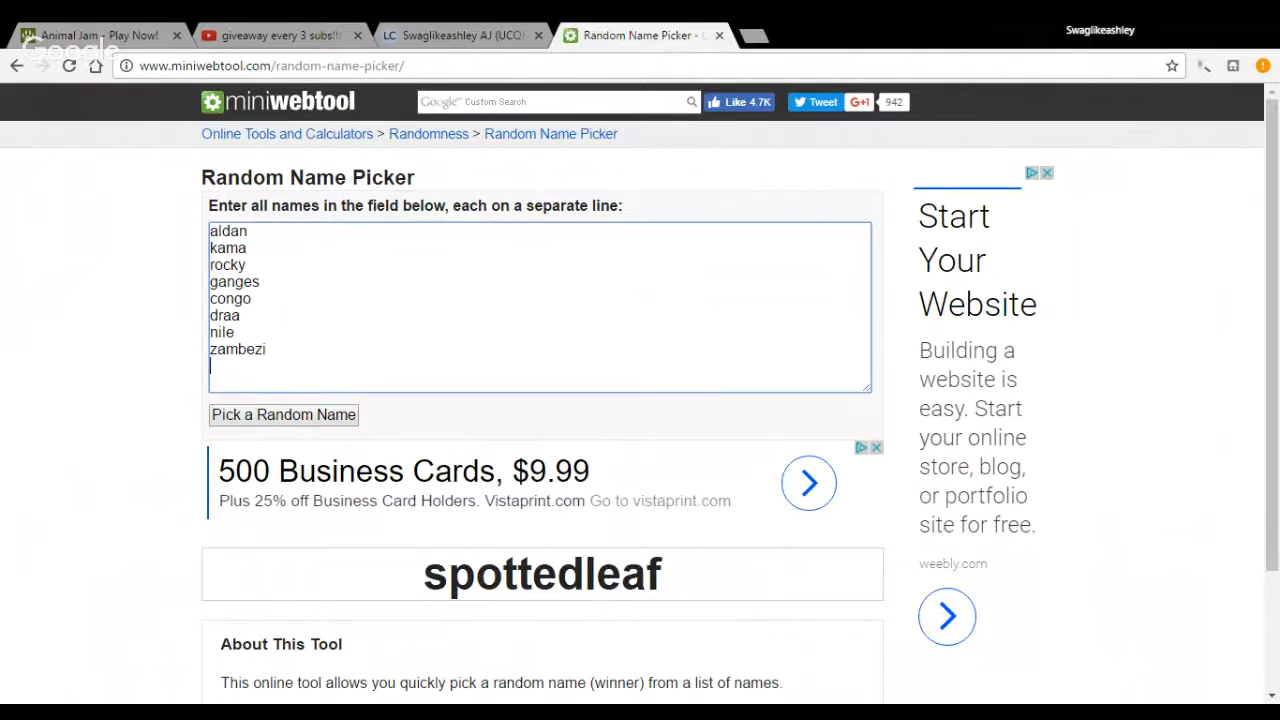 Swaglikeashley
Animal Jam - Play Now!
giveaway every 3 subs!!!
LC Swaglikeashley AJ (UCQ
Random Name Picker -
Google
www.miniwebtool.com/random-name-picker/
miniwebtool
Google™ Custom Search
Like 4.7K
Tweet
G+1
942
Online Tools and Calculators > Randomness > Random Name Picker
Random Name Picker
Enter all names in the field below, each on a separate line:
aldan
kama
rocky
ganges
congo
draa
nile
zambezi
Pick a Random Name
500 Business Cards, $9.99
Plus 25% off Business Card Holders. Vistaprint.com Go to vistaprint.com
spottedleaf
About This Tool
This online tool allows you quickly pick a random name (winner) from a list of names.
Start
Your
Website
Building a
website is
easy. Start
your online
store, blog,
or portfolio
site for free.
weebly.com